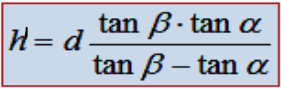 h = d tan β · tan α / tan β − tan α